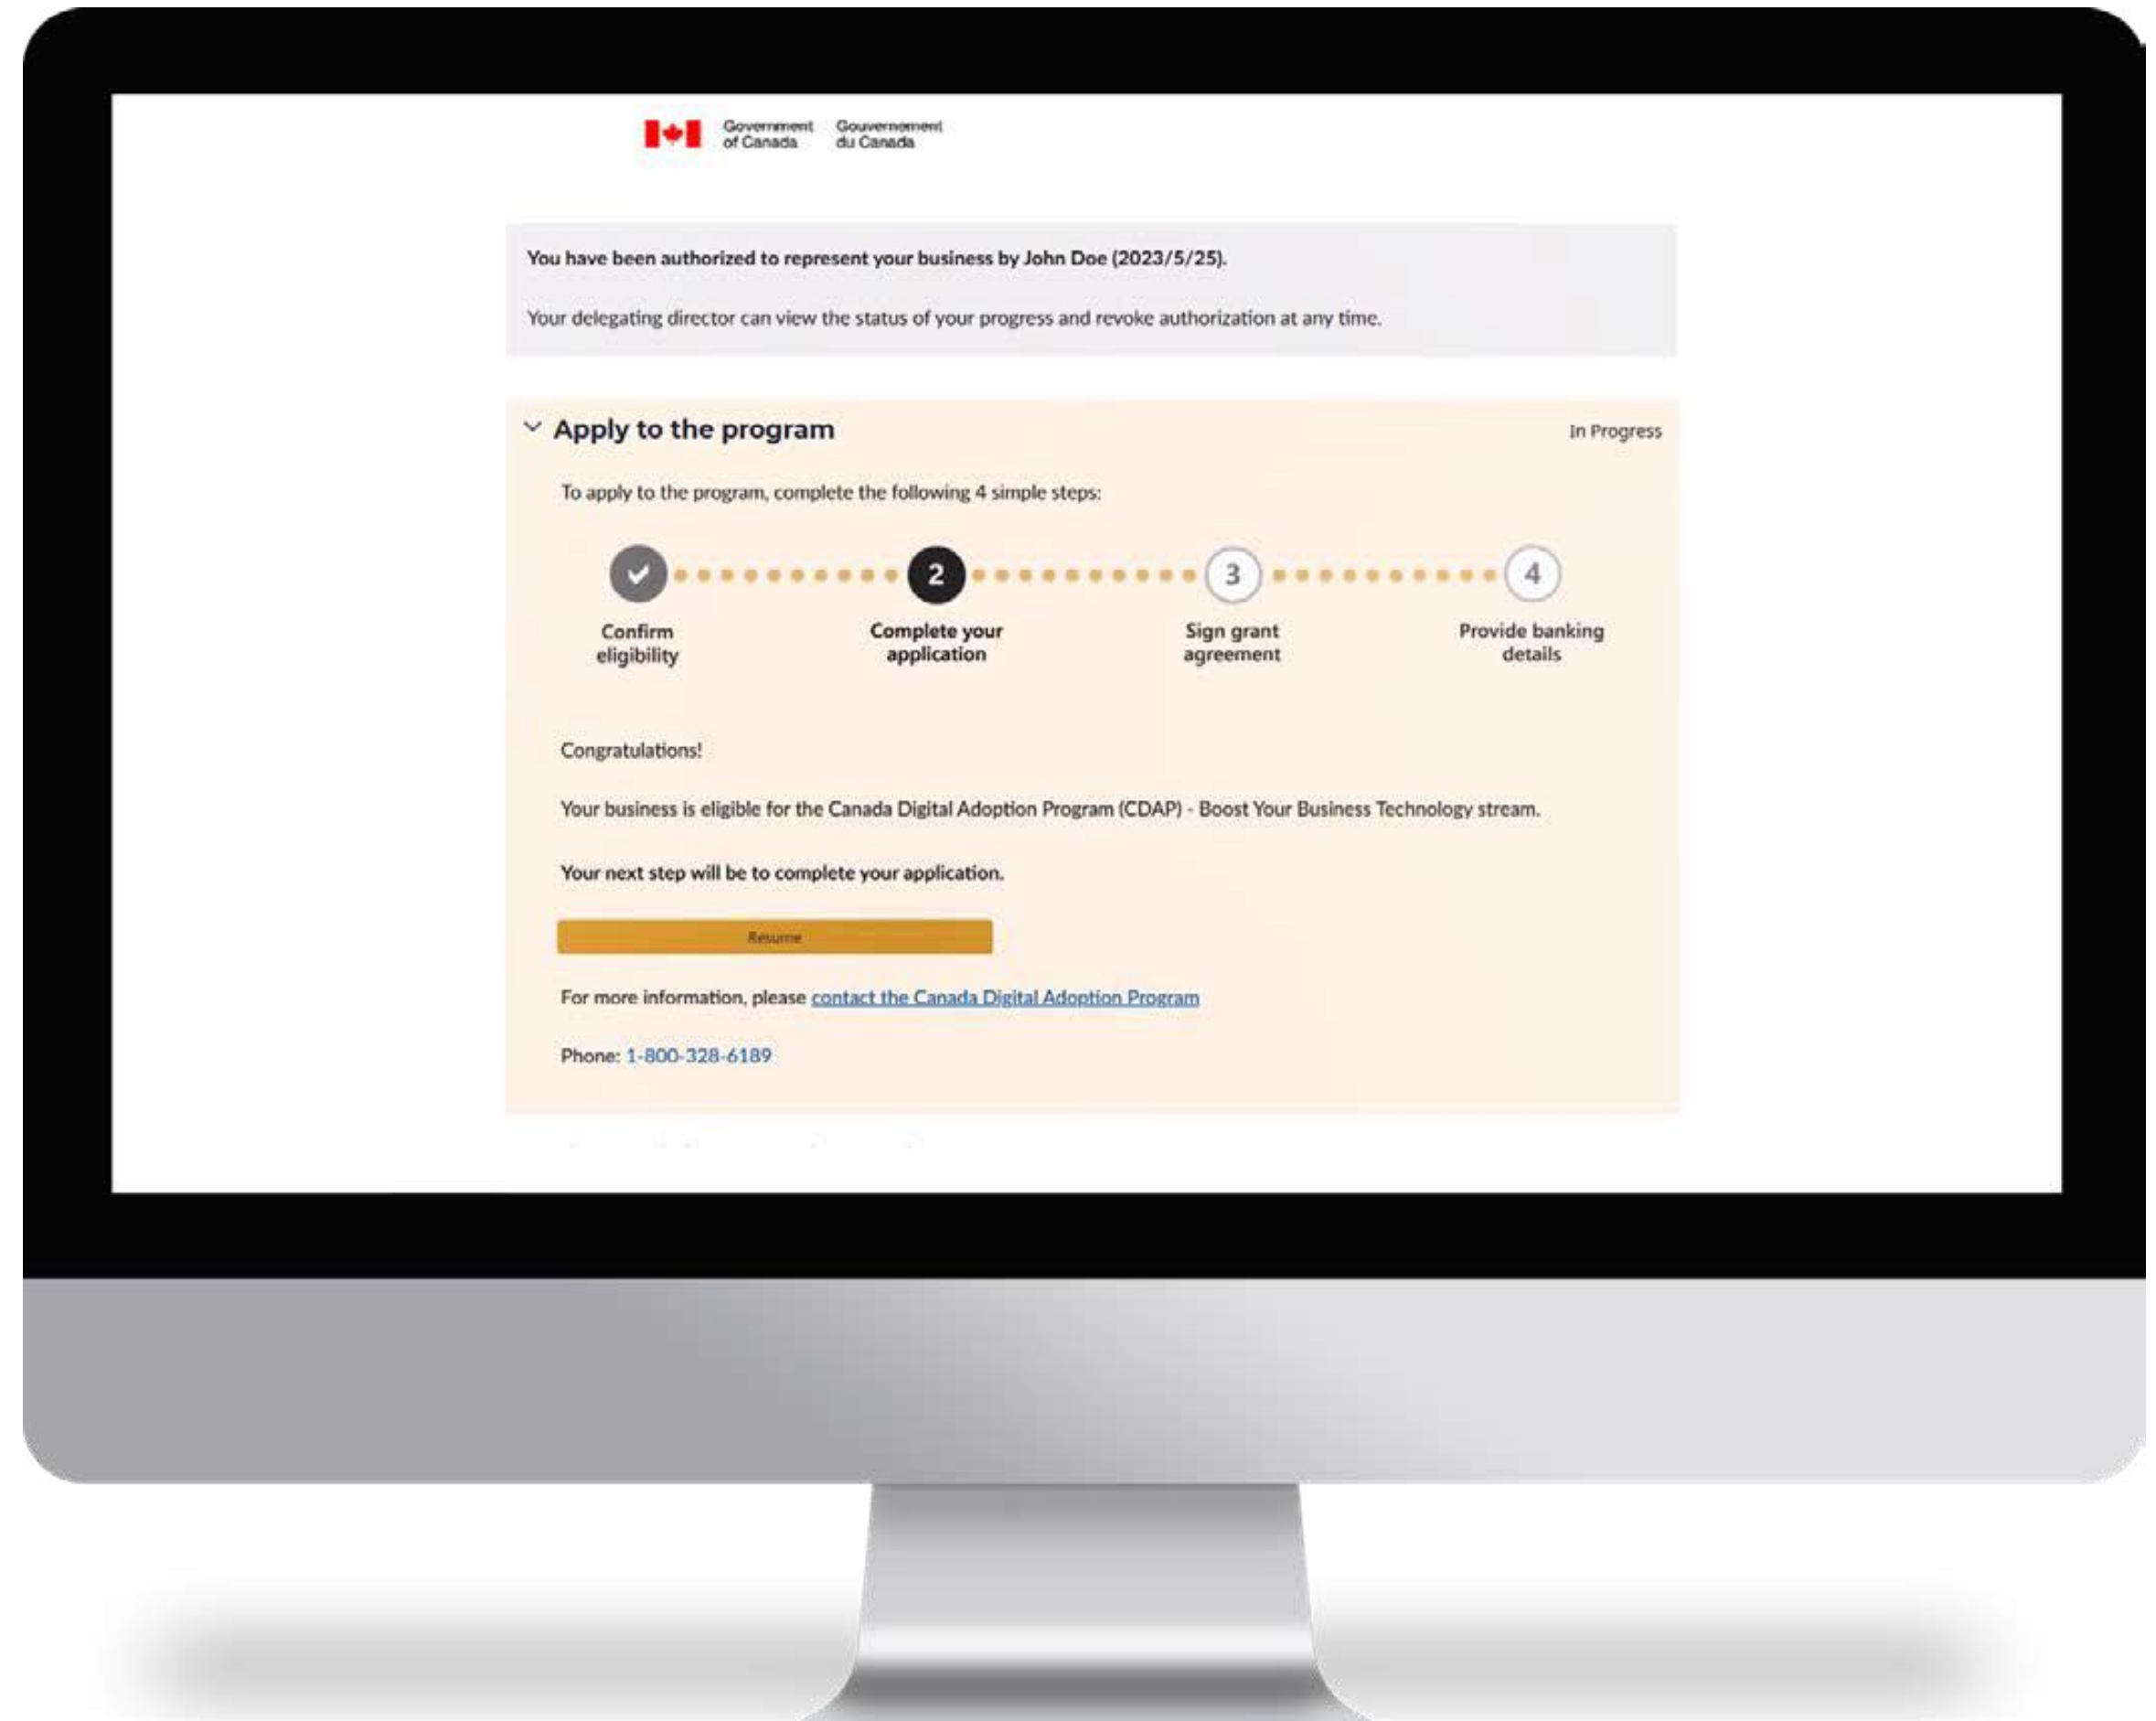 Government Gouvernement
of Canada du Canada
You have been authorized to represent your business by John Doe (2023/5/25).
Your delegating director can view the status of your progress and revoke authorization at any time.
Apply to the program
In Progress
To apply to the program, complete the following 4 simple steps:
2
3
4
Confirm
eligibility
Complete your
application
Sign grant
agreement
Provide banking
details
Congratulations!
Your business is eligible for the Canada Digital Adoption Program (CDAP) - Boost Your Business Technology stream.
Your next step will be to complete your application.
Resume
For more information, please contact the Canada Digital Adoption Program
Phone: 1-800-328-6189